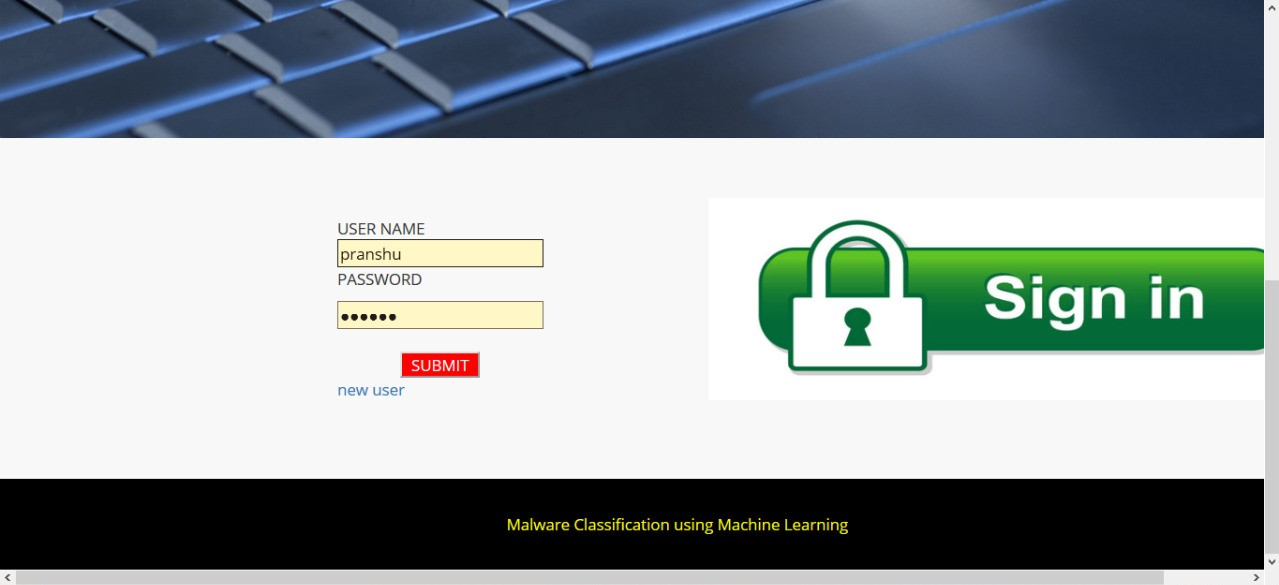 USER NAME
pranshu
PASSWORD
●●●●●●
SUBMIT
new user
Sign in
Malware Classification using Machine Learning